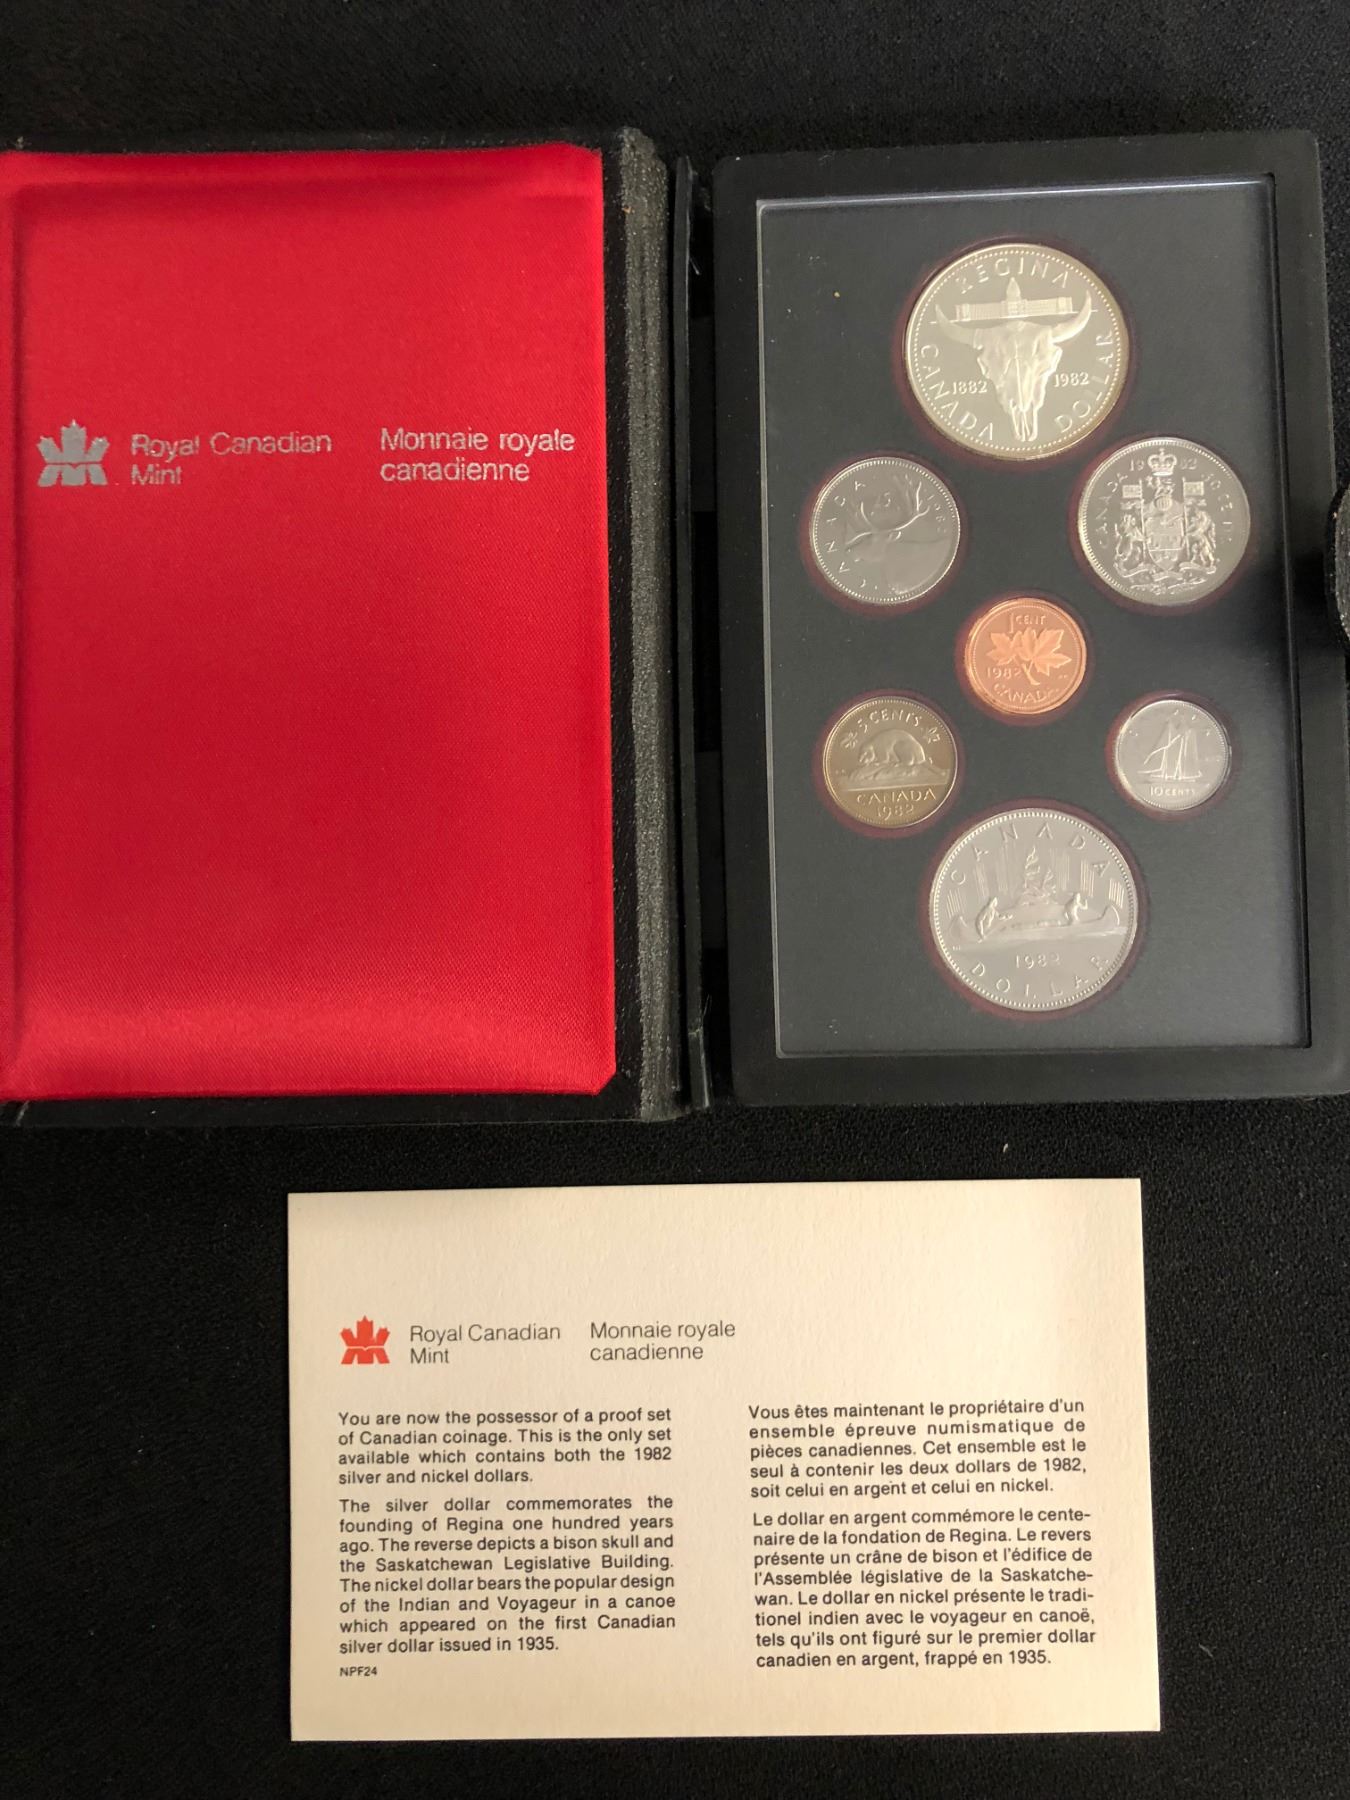 Royal Canadian
Mint
Monnaie royale
canadienne
REGINA
1882 1982
CANADA DOLLAR
CANADA 25 1982
CANADA 1982 50 CENTS
1 CENT
1982
CANADA
5 CENTS
CANADA
1982
CANADA
10 CENTS
CANADA
1982
DOLLAR
Royal Canadian
Mint
Monnaie royale
canadienne
You are now the possessor of a proof set
of Canadian coinage. This is the only set
available which contains both the 1982
silver and nickel dollars.
The silver dollar commemorates the
founding of Regina one hundred years
ago. The reverse depicts a bison skull and
the Saskatchewan Legislative Building.
The nickel dollar bears the popular design
of the Indian and Voyageur in a canoe
which appeared on the first Canadian
silver dollar issued in 1935.
NPF24
Vous êtes maintenant le propriétaire d'un
ensemble épreuve numismatique de
pièces canadiennes. Cet ensemble est le
seul à contenir les deux dollars de 1982,
soit celui en argent et celui en nickel.
Le dollar en argent commémore le cente-
naire de la fondation de Regina. Le revers
présente un crâne de bison et l'édifice de
l'Assemblée législative de la Saskatche-
wan. Le dollar en nickel présente le tradi-
tionel indien avec le voyageur en canoë,
tels qu'ils ont figuré sur le premier dollar
canadien en argent, frappé en 1935.